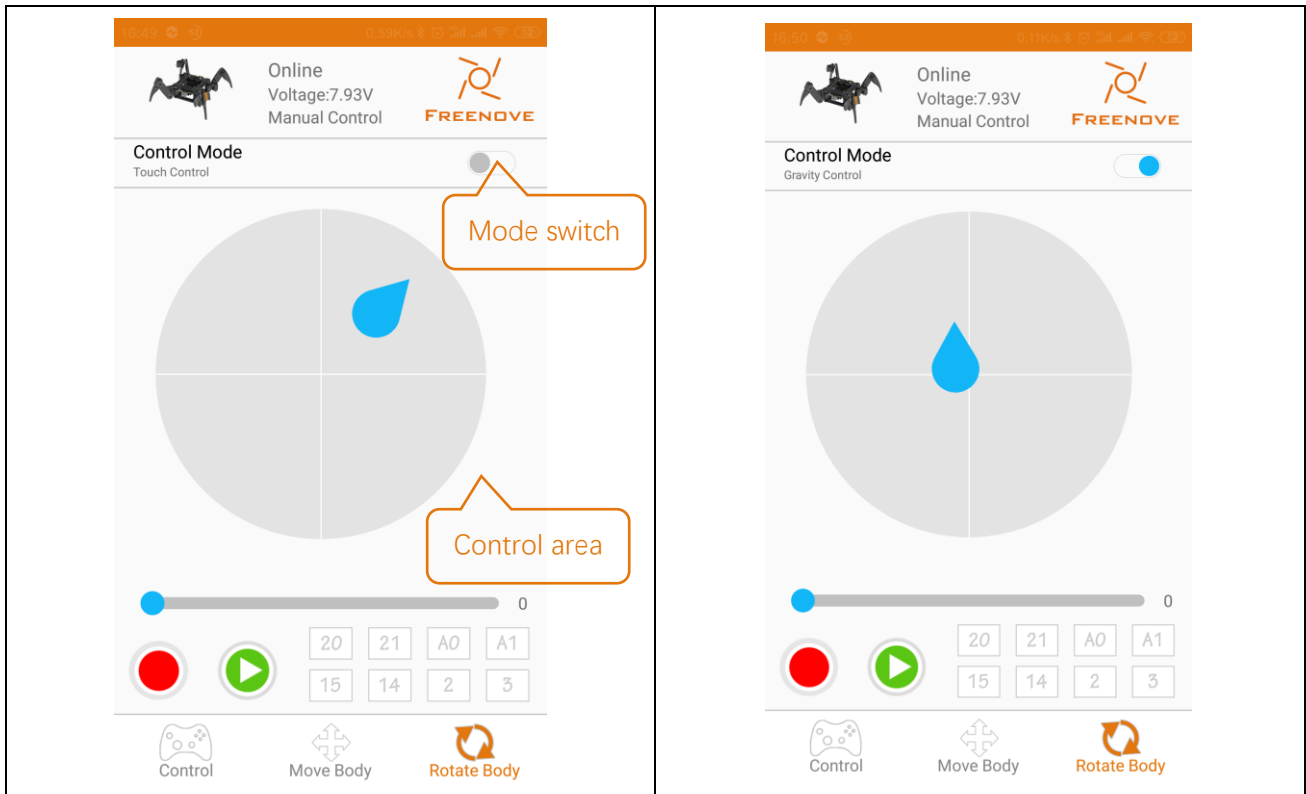 16:49
0.59K/s
Online
Voltage:7.93V
Manual Control
FREENOVE
Control Mode
Touch Control
Mode switch
Control area
0
20 21 A0 A1
15 14 2 3
Control Move Body Rotate Body
16:50
0.11K/s
Online
Voltage:7.93V
Manual Control
FREENOVE
Control Mode
Gravity Control
0
20 21 A0 A1
15 14 2 3
Control Move Body Rotate Body